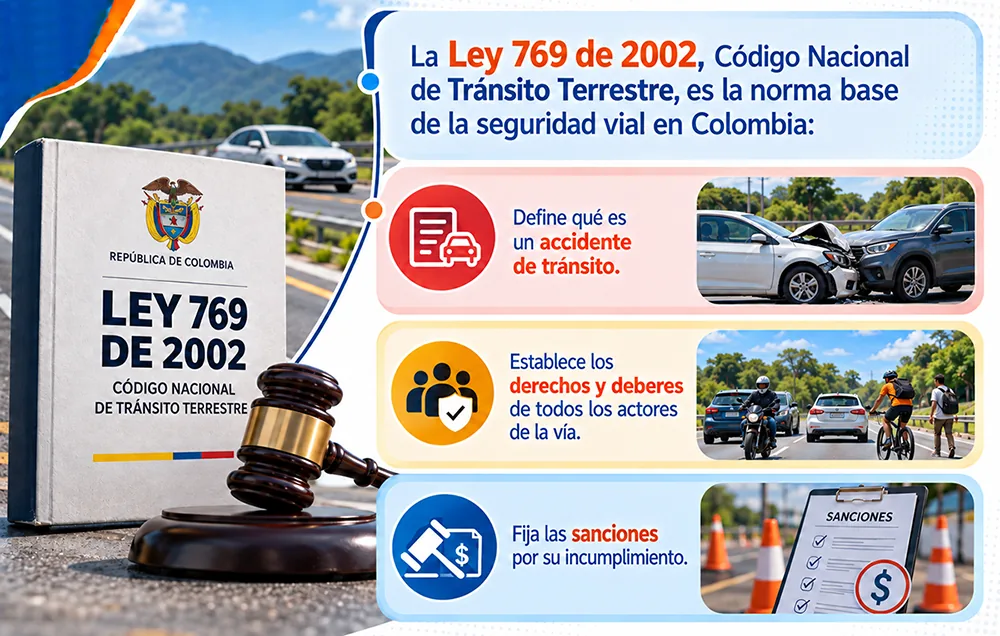 La Ley 769 de 2002, Código Nacional
de Tránsito Terrestre, es la norma base
de la seguridad vial en Colombia:
REPÚBLICA DE COLOMBIA
LEY 769
DE 2002
CÓDIGO NACIONAL
DE TRÁNSITO TERRESTRE
Define qué es
un accidente
de tránsito.
Establece los
derechos y deberes
de todos los actores
de la vía.
Fija las sanciones
por su incumplimiento.
$
SANCIONES
$